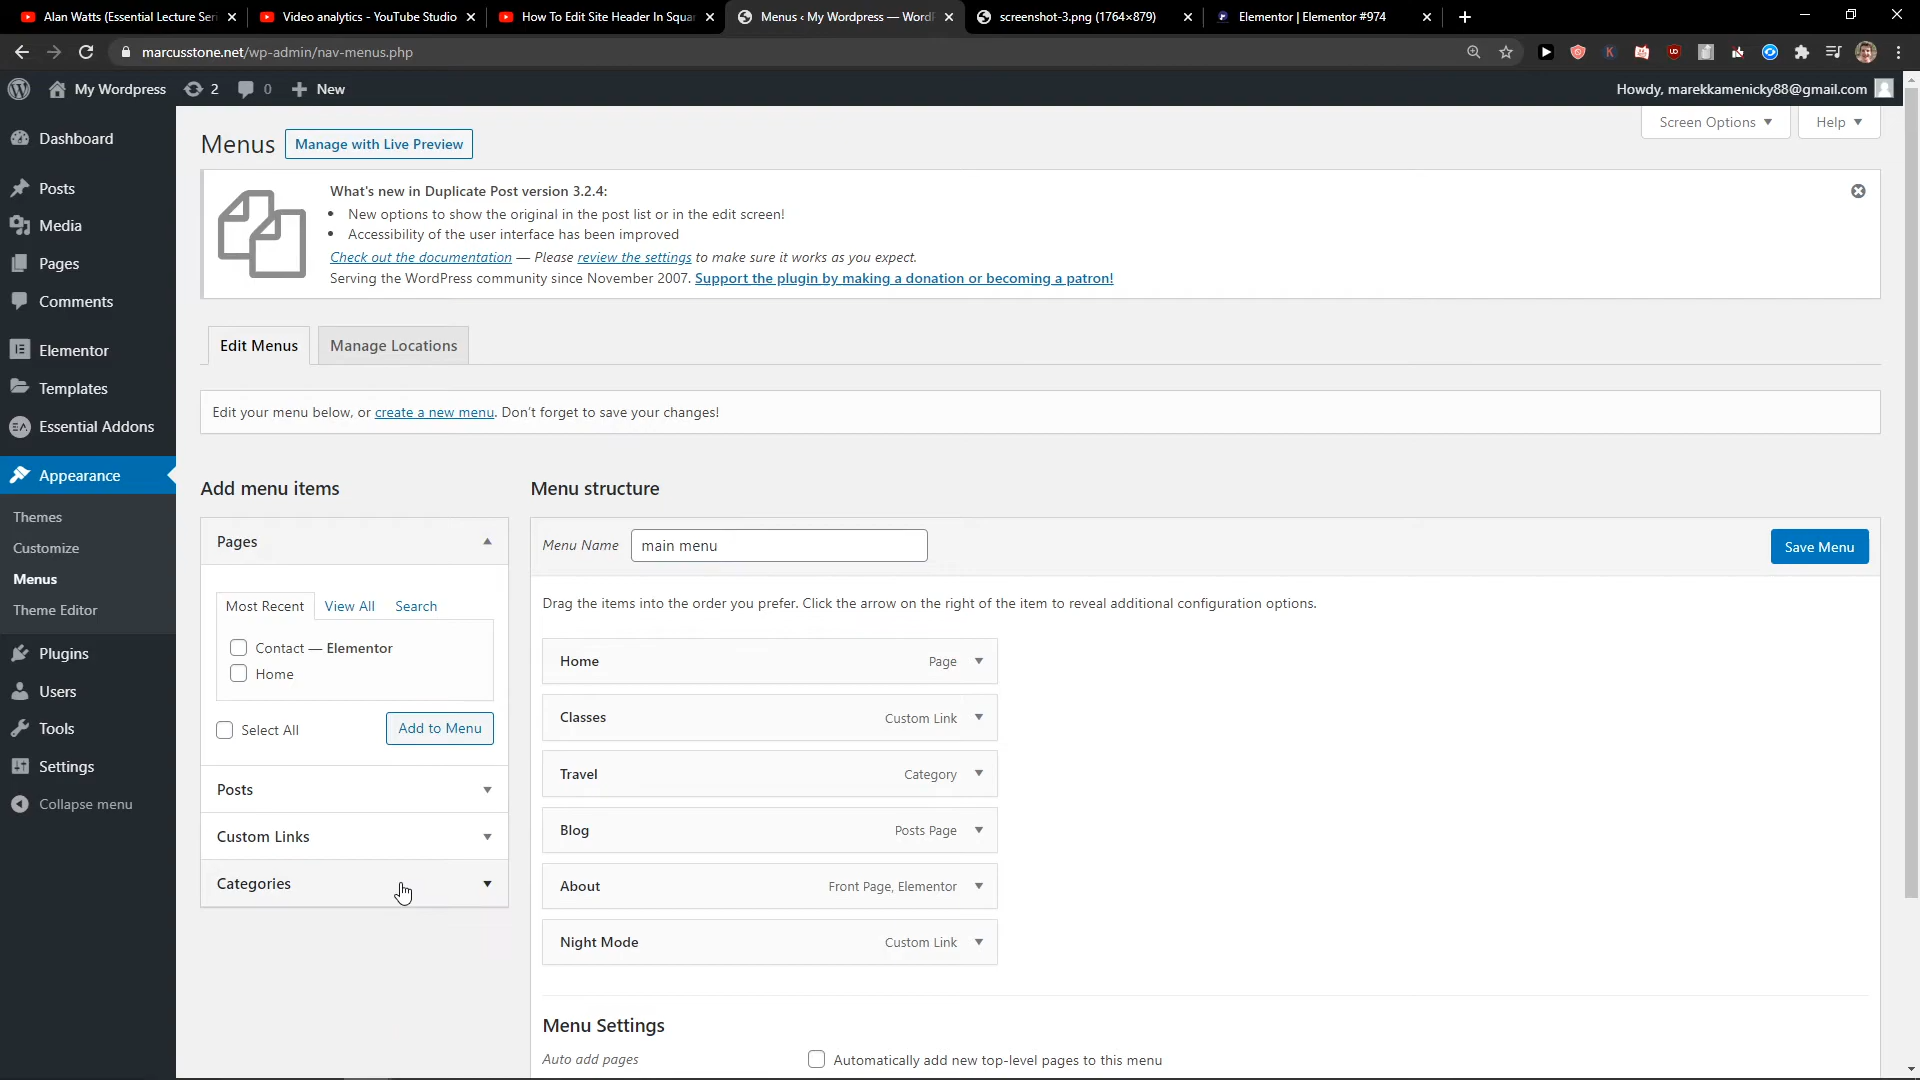 Alan Watts (Essential Lecture Seri
Video analytics - YouTube Studio
How To Edit Site Header In Squar
Menus ‹ My Wordpress — WordP
screenshot-3.png (1764×879)
Elementor | Elementor #974
marcusstone.net/wp-admin/nav-menus.php
My Wordpress
2
0
New
Howdy, marekkamenicky88@gmail.com
Dashboard
Posts
Media
Pages
Comments
Elementor
Templates
Essential Addons
Appearance
Themes
Customize
Menus
Theme Editor
Plugins
Users
Tools
Settings
Collapse menu
Screen Options
Help
Menus
Manage with Live Preview
What's new in Duplicate Post version 3.2.4:
New options to show the original in the post list or in the edit screen!
Accessibility of the user interface has been improved
Check out the documentation — Please review the settings to make sure it works as you expect.
Serving the WordPress community since November 2007. Support the plugin by making a donation or becoming a patron!
Edit Menus
Manage Locations
Edit your menu below, or create a new menu. Don't forget to save your changes!
Add menu items
Pages
Most Recent
View All
Search
Contact — Elementor
Home
Select All
Add to Menu
Posts
Custom Links
Categories
Menu structure
Menu Name
main menu
Save Menu
Drag the items into the order you prefer. Click the arrow on the right of the item to reveal additional configuration options.
Home Page
Classes Custom Link
Travel Category
Blog Posts Page
About Front Page, Elementor
Night Mode Custom Link
Menu Settings
Auto add pages
Automatically add new top-level pages to this menu